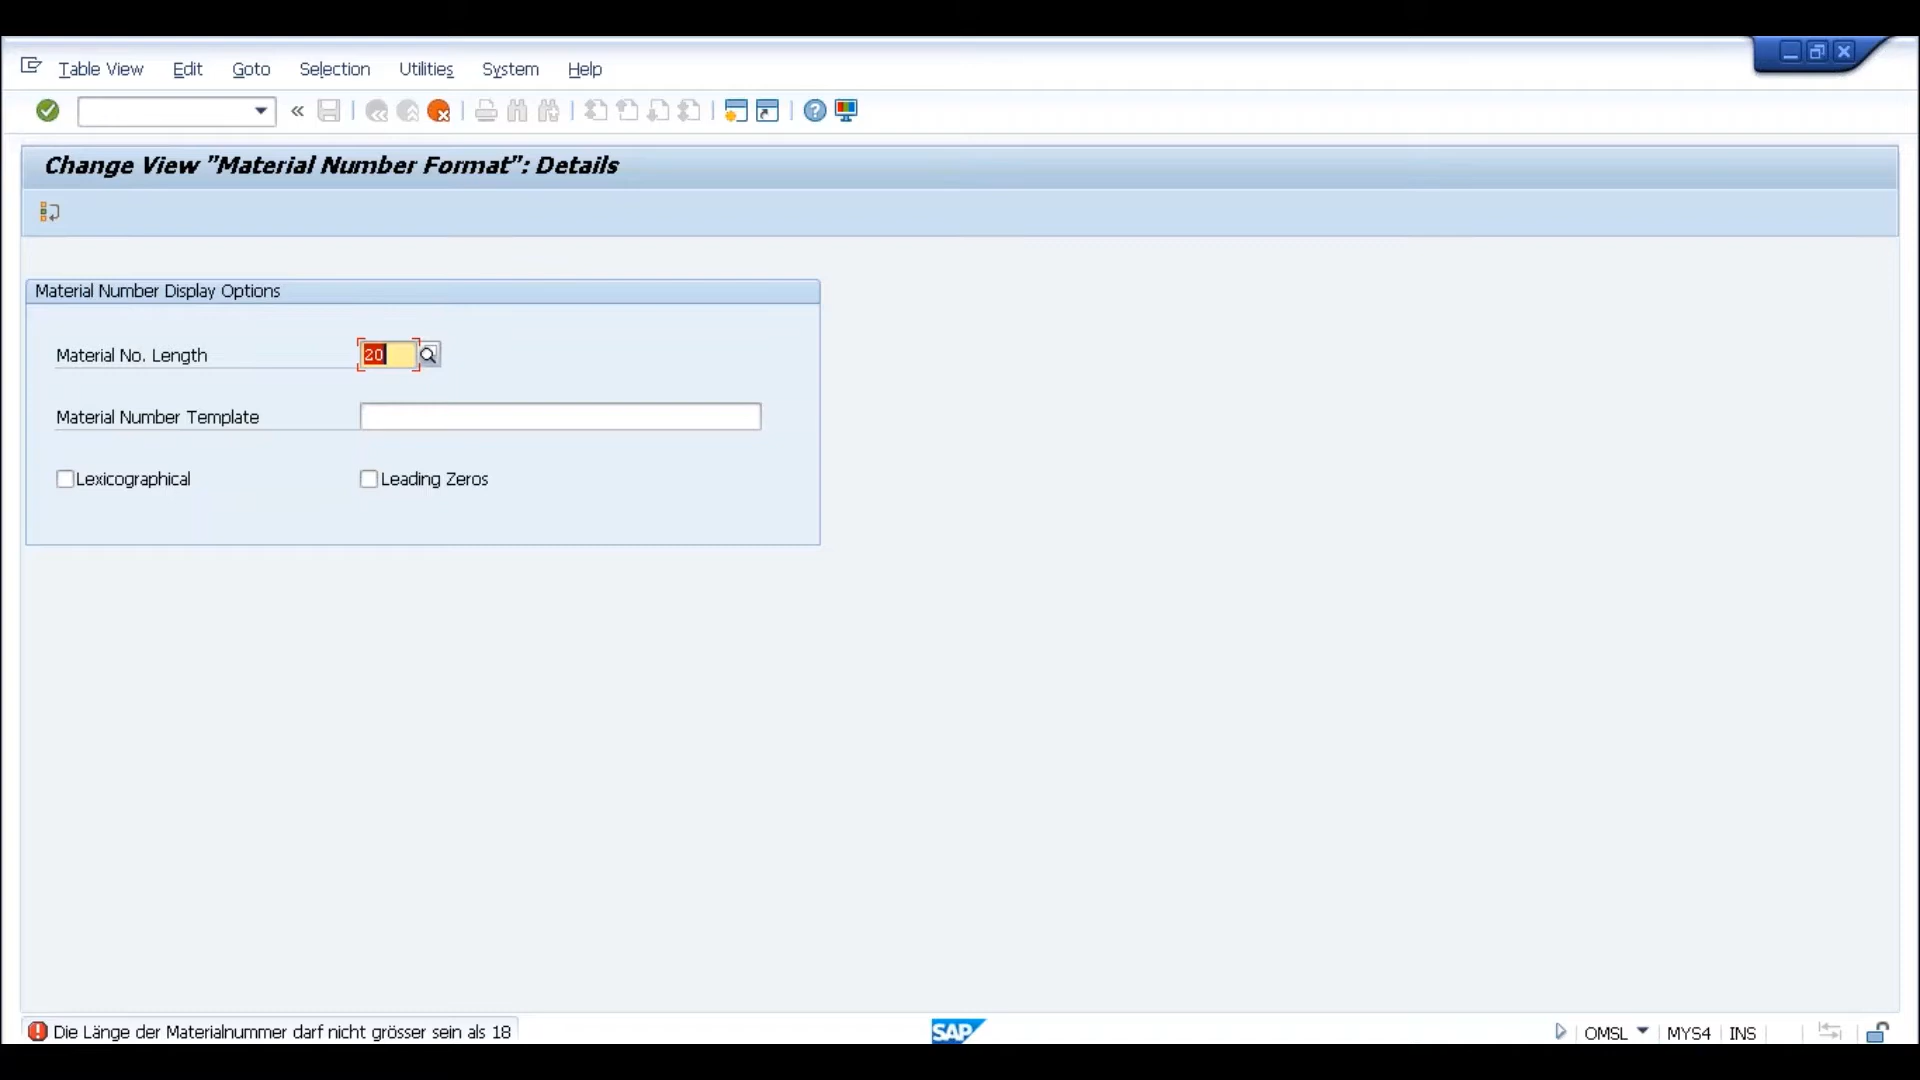 Table View Edit Goto Selection Utilities System Help
Change View "Material Number Format": Details
Material Number Display Options
Material No. Length 20
Material Number Template
Lexicographical Leading Zeros
Die Länge der Materialnummer darf nicht grösser sein als 18 SAP OMSL MYS4 INS